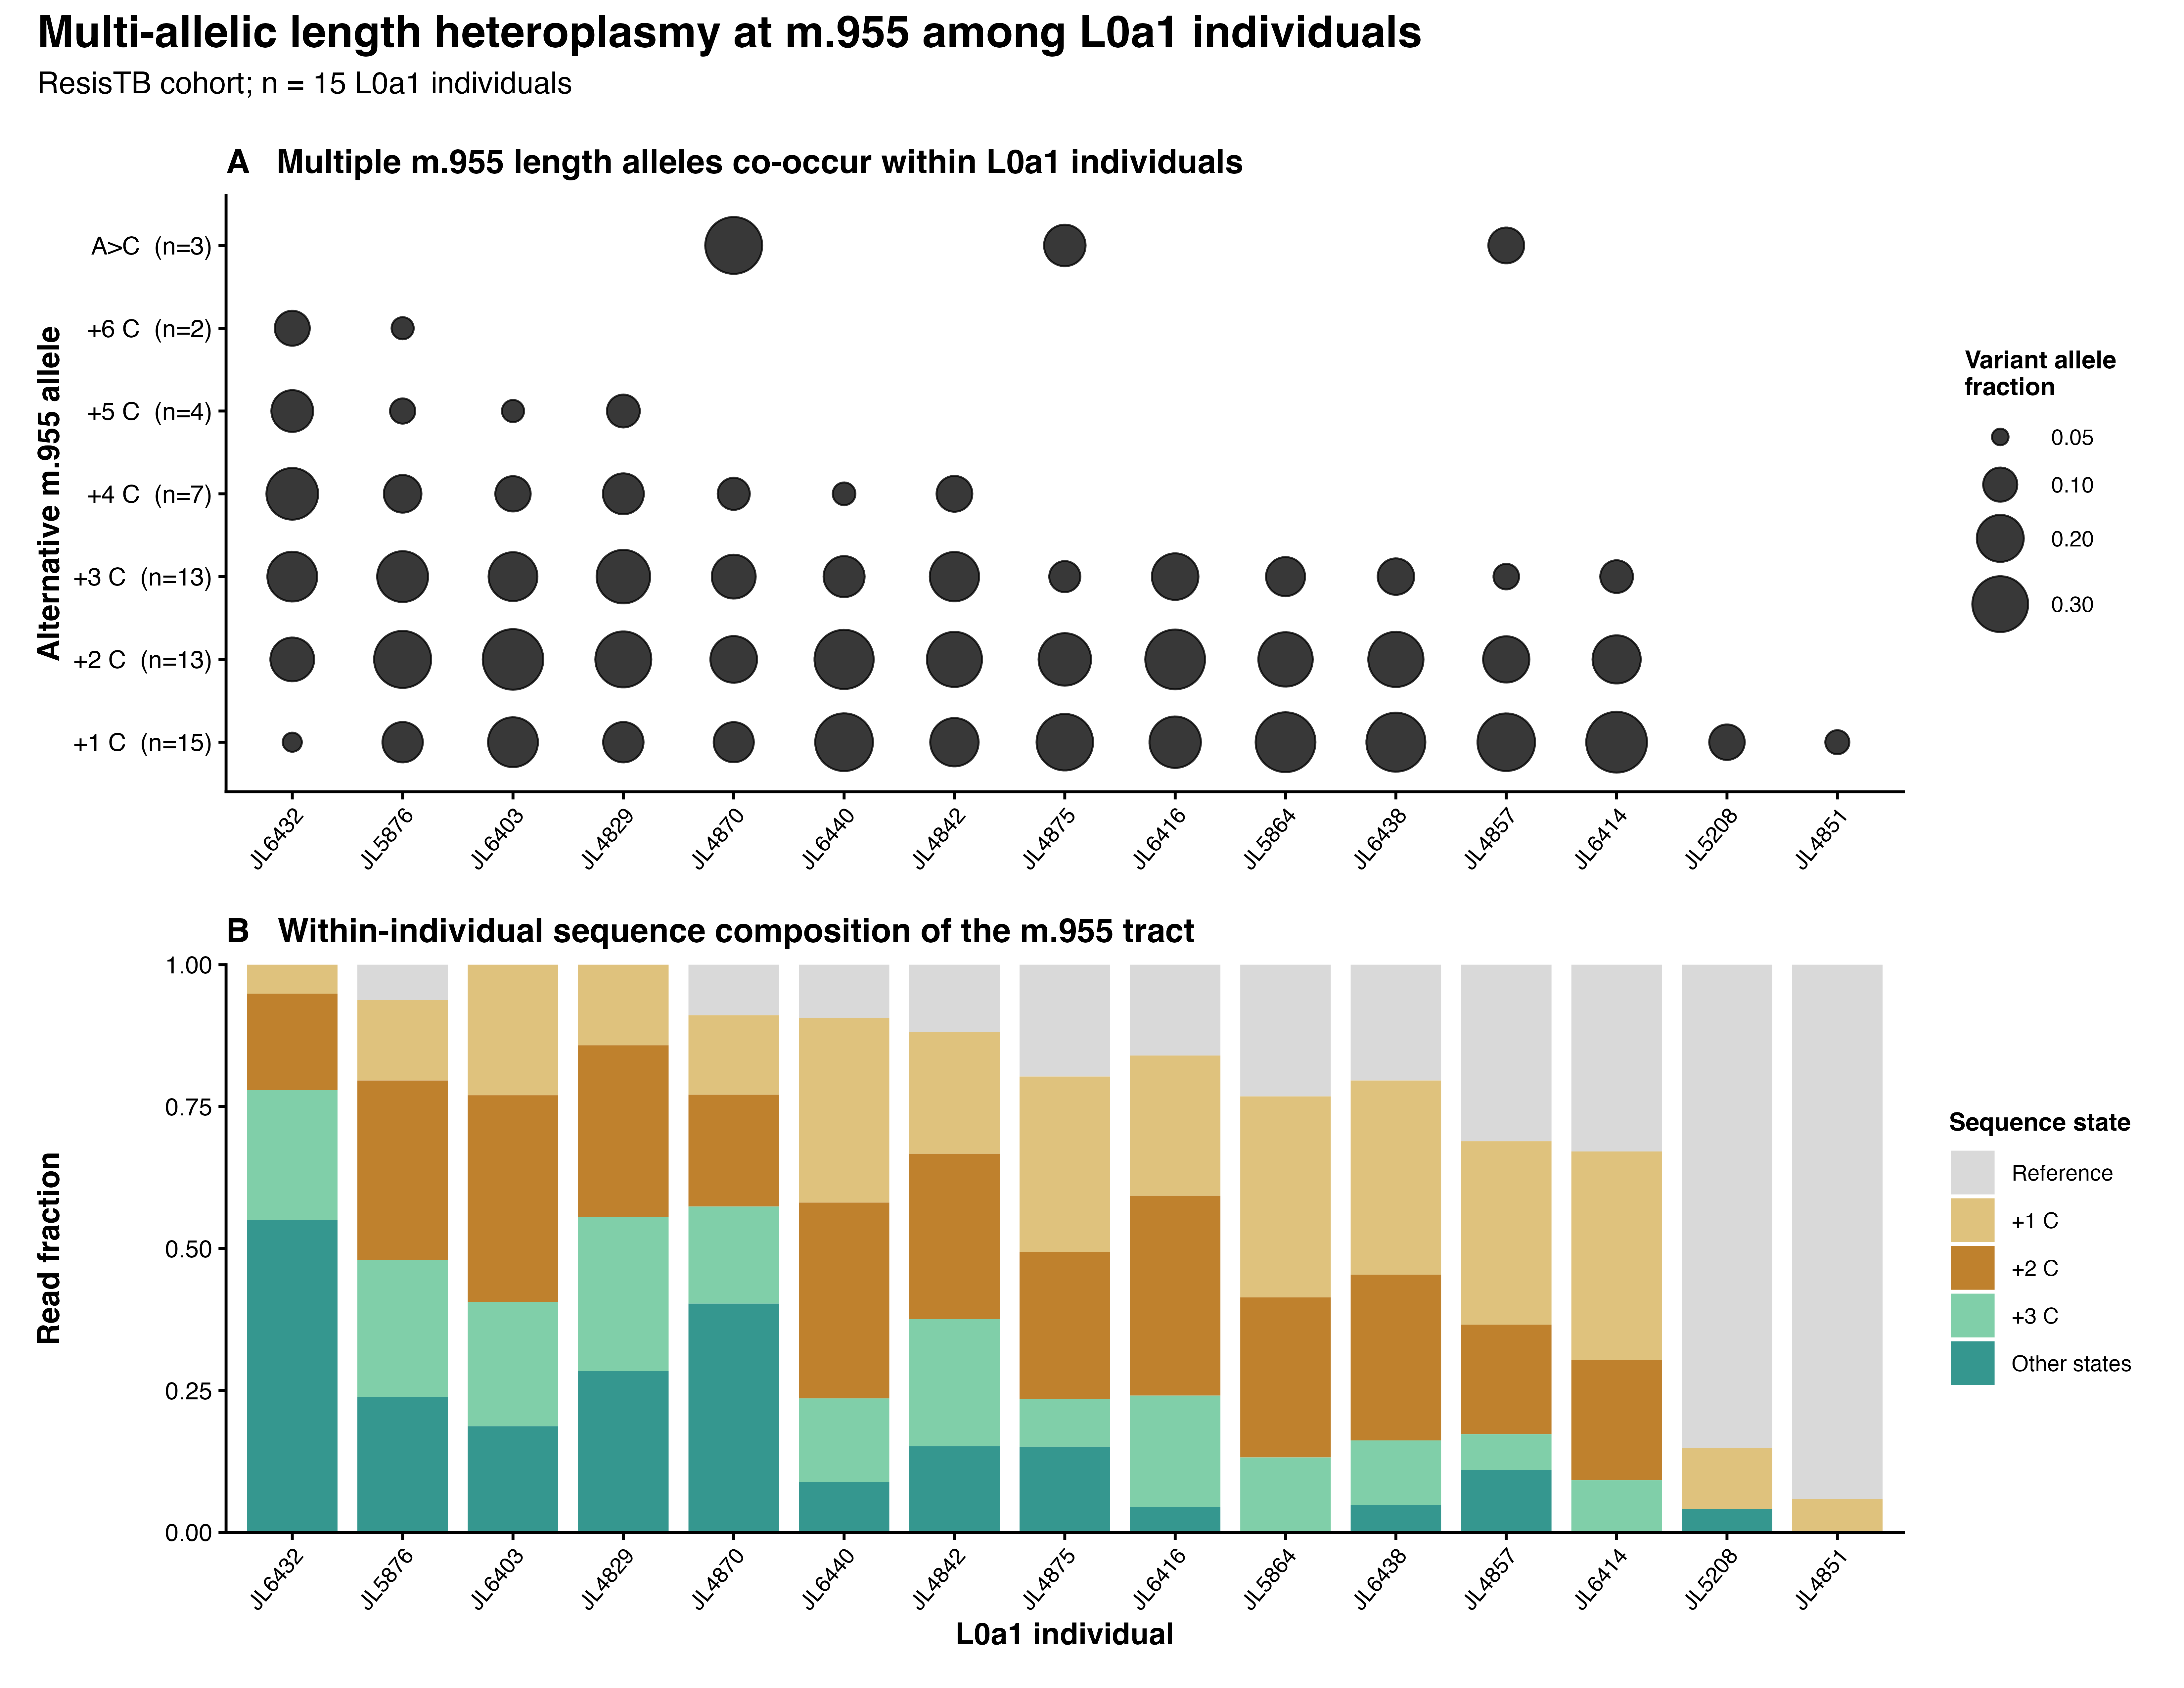 Multi-allelic length heteroplasmy at m.955 among L0a1 individuals
ResisTB cohort; n = 15 L0a1 individuals
A Multiple m.955 length alleles co-occur within L0a1 individuals
Alternative m.955 allele
A>C (n=3)
+6 C (n=2)
+5 C (n=4)
+4 C (n=7)
+3 C (n=13)
+2 C (n=13)
+1 C (n=15)
JL6432 JL5876 JL6403 JL4829 JL4870 JL6440 JL4842 JL4875 JL6416 JL5864 JL6438 JL4857 JL6414 JL5208 JL4851
Variant allele
fraction
0.05
0.10
0.20
0.30
B Within-individual sequence composition of the m.955 tract
Read fraction
1.00
0.75
0.50
0.25
0.00
JL6432 JL5876 JL6403 JL4829 JL4870 JL6440 JL4842 JL4875 JL6416 JL5864 JL6438 JL4857 JL6414 JL5208 JL4851
L0a1 individual
Sequence state
Reference
+1 C
+2 C
+3 C
Other states